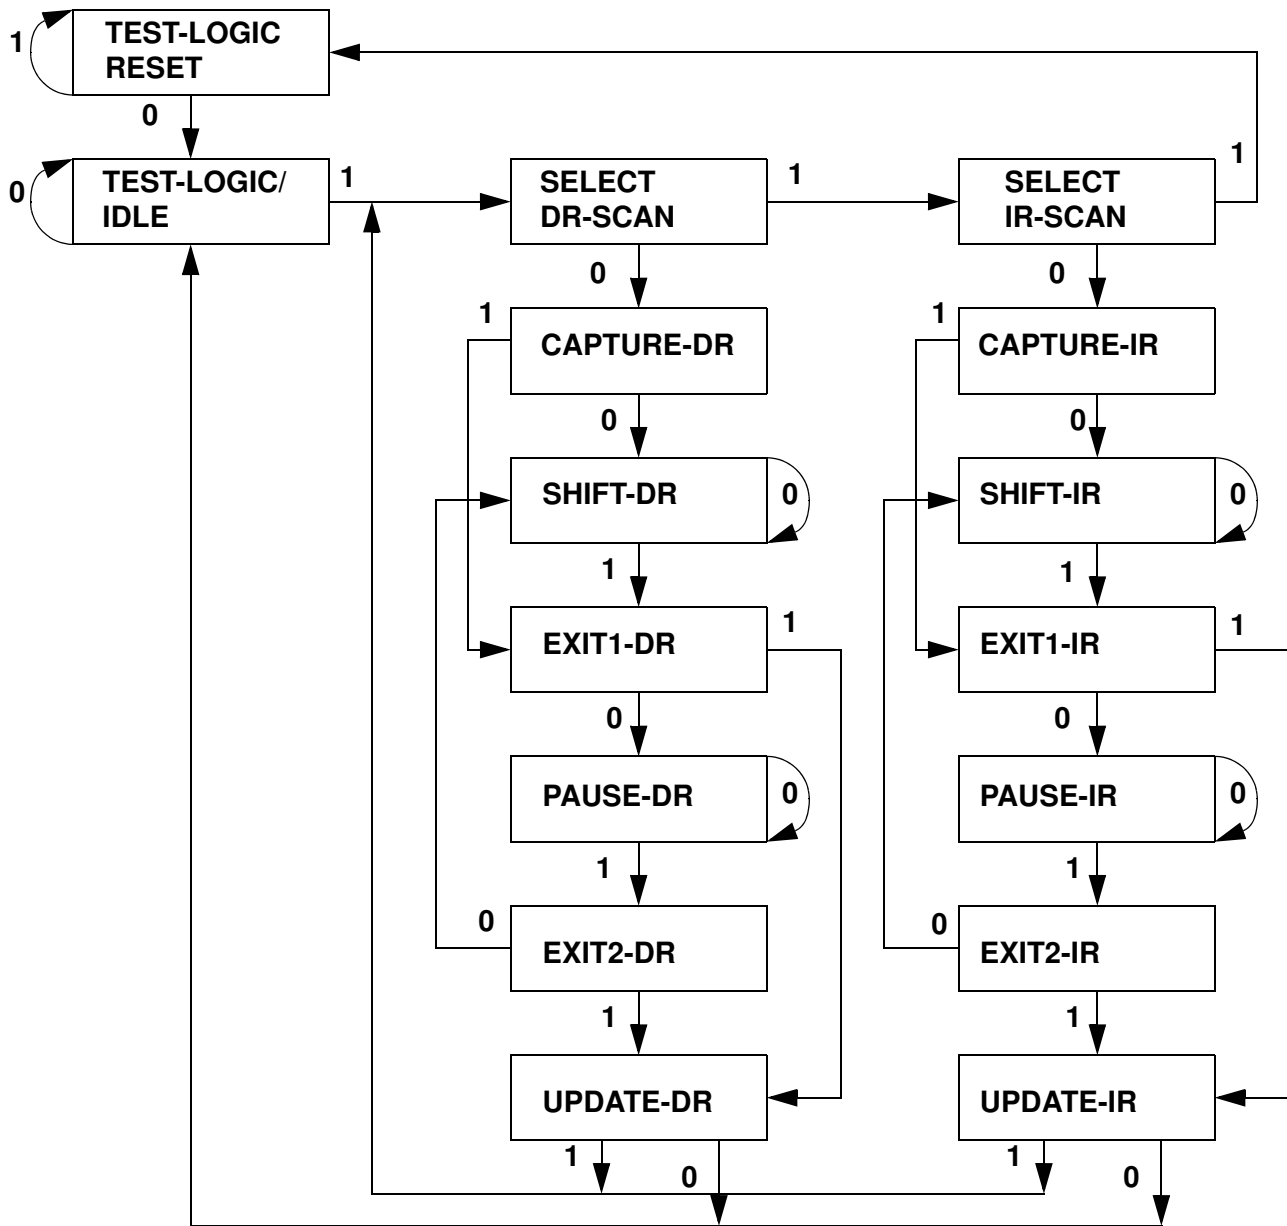 TEST-LOGIC
RESET
1
0
TEST-LOGIC/
IDLE
0
1
SELECT
DR-SCAN
1
SELECT
IR-SCAN
1
0
0
1
CAPTURE-DR
1
CAPTURE-IR
0
0
SHIFT-DR
0
SHIFT-IR
0
1
1
EXIT1-DR
1
EXIT1-IR
1
0
0
PAUSE-DR
0
PAUSE-IR
0
1
1
0
EXIT2-DR
0
EXIT2-IR
1
1
UPDATE-DR
UPDATE-IR
1
0
1
0